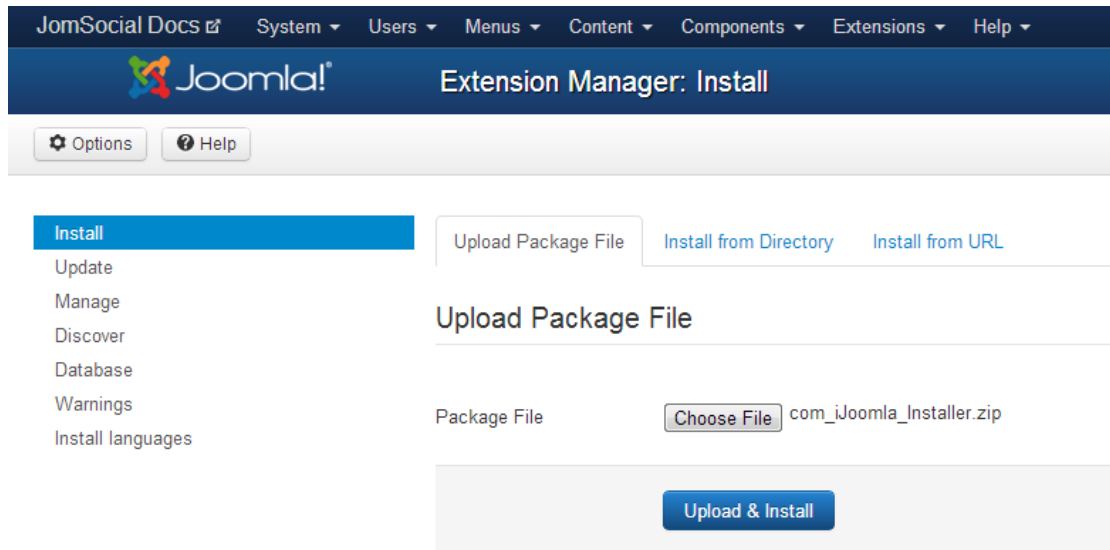 JomSocial Docs System Users Menus Content Components Extensions Help
Joomla!® Extension Manager: Install
Options Help
Install
Update
Manage
Discover
Database
Warnings
Install languages
Upload Package File Install from Directory Install from URL
Upload Package File
Package File Choose File com_iJoomla_Installer.zip
Upload & Install